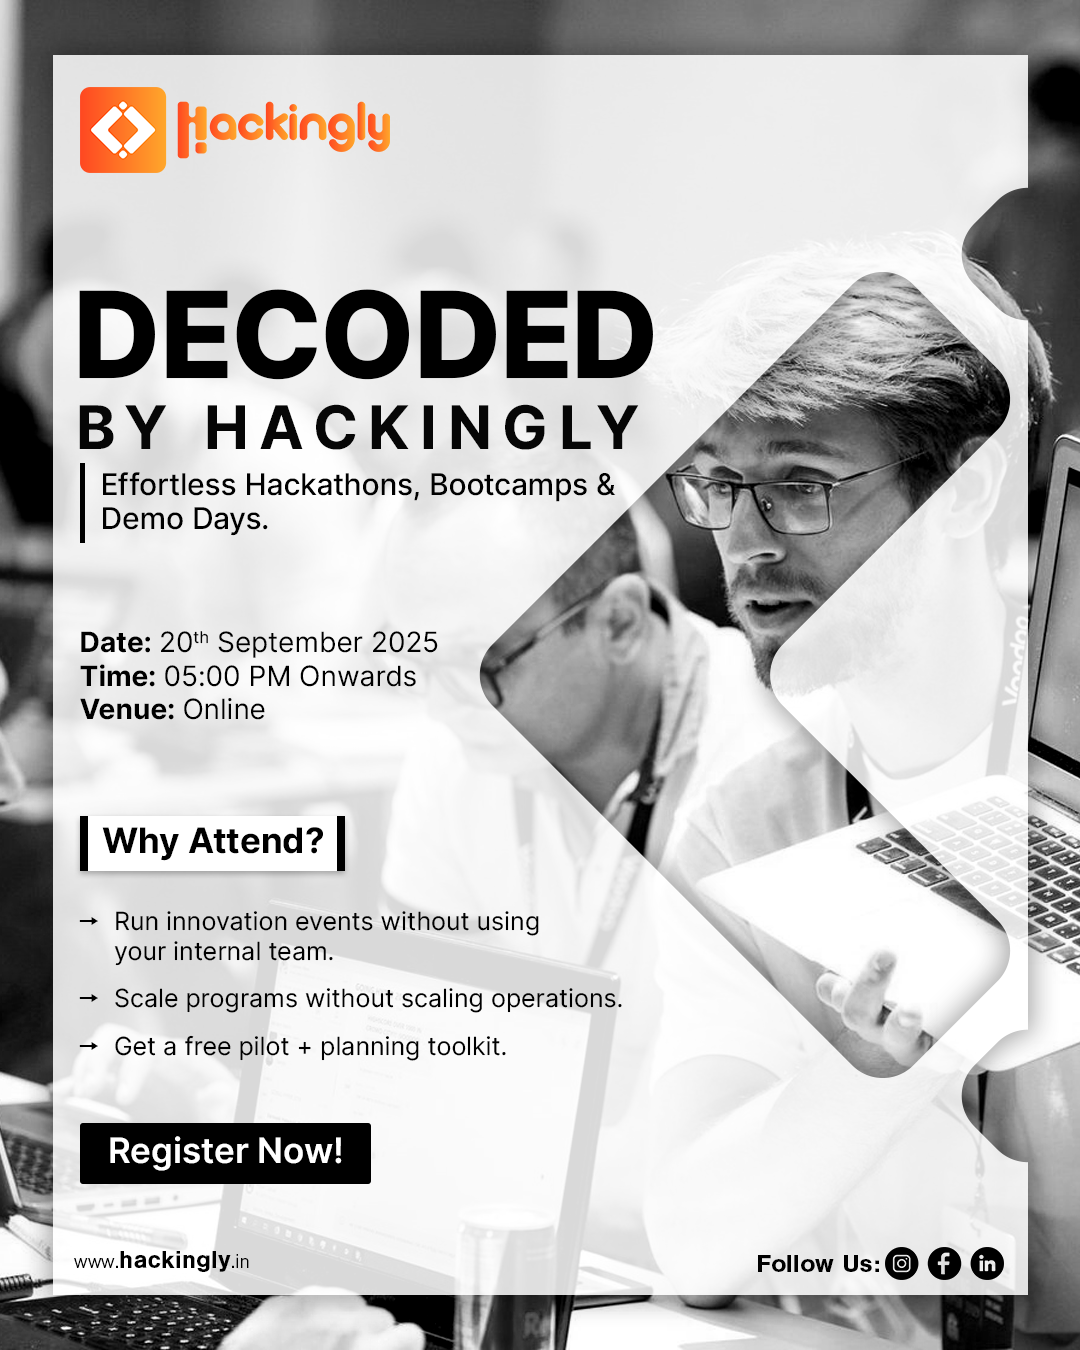 Hackingly
DECODED
BY HACKINGLY
Effortless Hackathons, Bootcamps &
Demo Days.
Date: 20th September 2025
Time: 05:00 PM Onwards
Venue: Online
Why Attend?
→ Run innovation events without using
your internal team.
→ Scale programs without scaling operations.
→ Get a free pilot + planning toolkit.
Register Now!
www.hackingly.in
Follow Us: